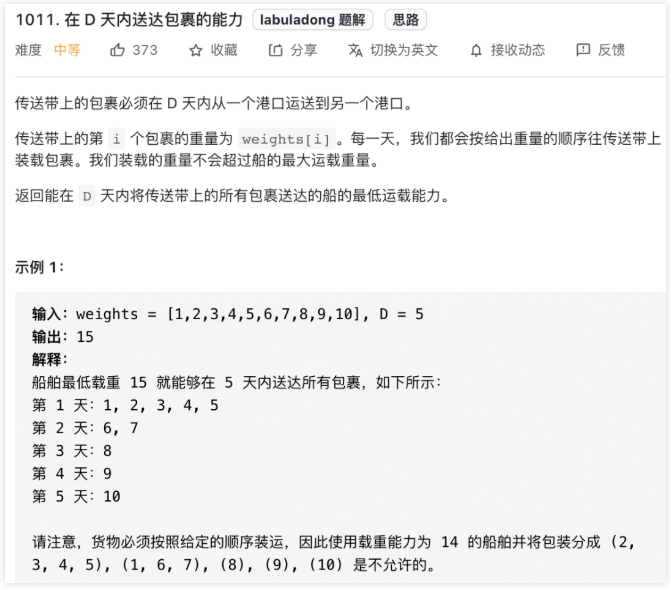 1011. 在 D 天内送达包裹的能力 labuladong 题解 思路
难度 中等 373 收藏 分享 切换为英文 接收动态 反馈
传送带上的包裹必须在 D 天内从一个港口运送到另一个港口。
传送带上的第 i 个包裹的重量为 weights[i] 。每一天，我们都会按给出重量的顺序往传送带上
装载包裹。我们装载的重量不会超过船的最大运载重量。
返回能在 D 天内将传送带上的所有包裹送达的船的最低运载能力。
示例 1：
输入：weights = [1,2,3,4,5,6,7,8,9,10], D = 5
输出：15
解释：
船舶最低载重 15 就能够在 5 天内送达所有包裹，如下所示：
第 1 天：1, 2, 3, 4, 5
第 2 天：6, 7
第 3 天：8
第 4 天：9
第 5 天：10
请注意，货物必须按照给定的顺序装运，因此使用载重能力为 14 的船舶并将包装分成 (2,
3, 4, 5), (1, 6, 7), (8), (9), (10) 是不允许的。